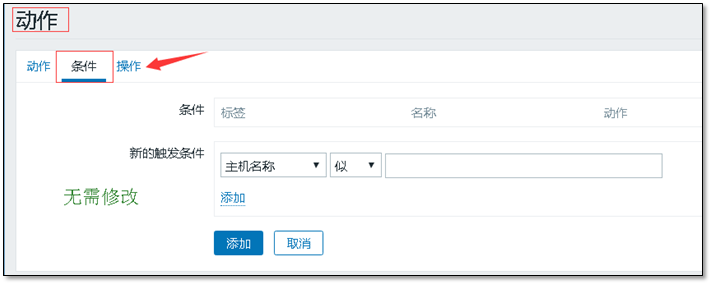 动作
动作 条件 操作
条件 标签 名称 动作
新的触发条件 主机名称 似
无需修改 添加
添加 取消